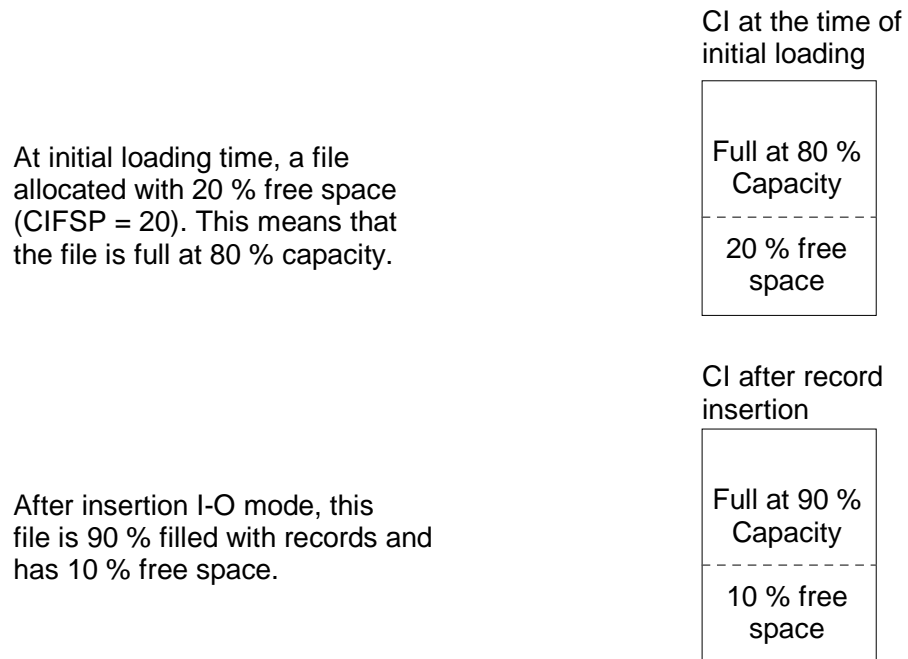 CI at the time of
initial loading
At initial loading time, a file
allocated with 20 % free space
(CIFSP = 20). This means that
the file is full at 80 % capacity.
Full at 80 %
Capacity
20 % free
space
CI after record
insertion
After insertion I-O mode, this
file is 90 % filled with records and
has 10 % free space.
Full at 90 %
Capacity
10 % free
space